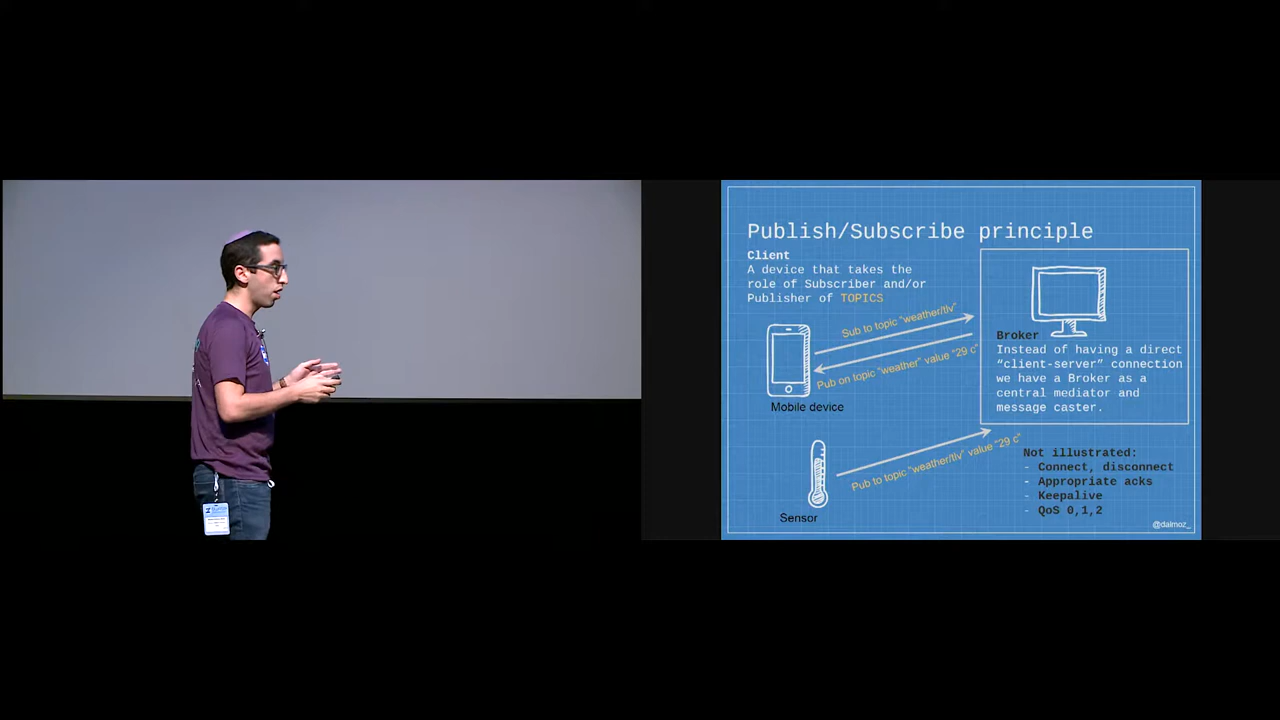 Publish/Subscribe principle
Client
A device that takes the
role of Subscriber and/or
Publisher of TOPICS
Sub to topic “weather/tlv”
Pub on topic “weather” value “29 c”
Mobile device
Broker
Instead of having a direct
“client-server” connection
we have a Broker as a
central mediator and
message caster.
Pub to topic “weather/tlv” value “29 c”
Sensor
Not illustrated:
- Connect, disconnect
- Appropriate acks
- Keepalive
- QoS 0,1,2
@dalmoz_